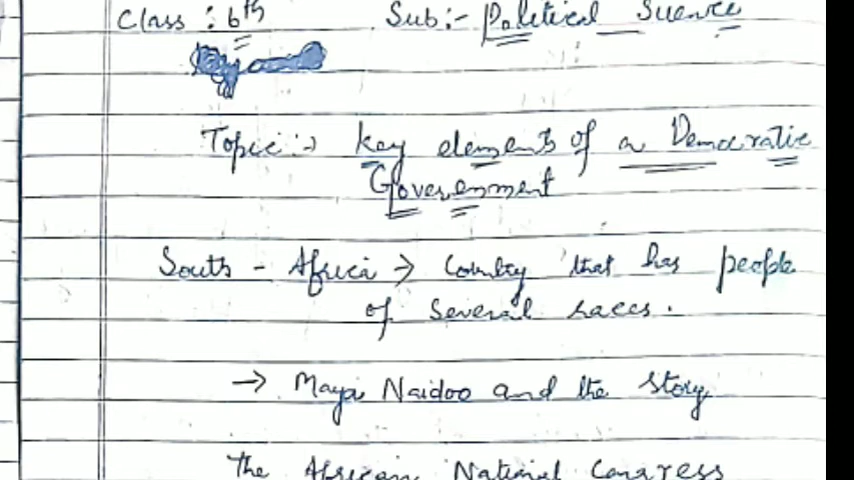 Class : 6th Sub:- Political Science
Topic:→ Key elements of a Democratic
Government
South - Africa → Country that has people
of several races.
→ Maya Naidoo and the story
The African National Congress